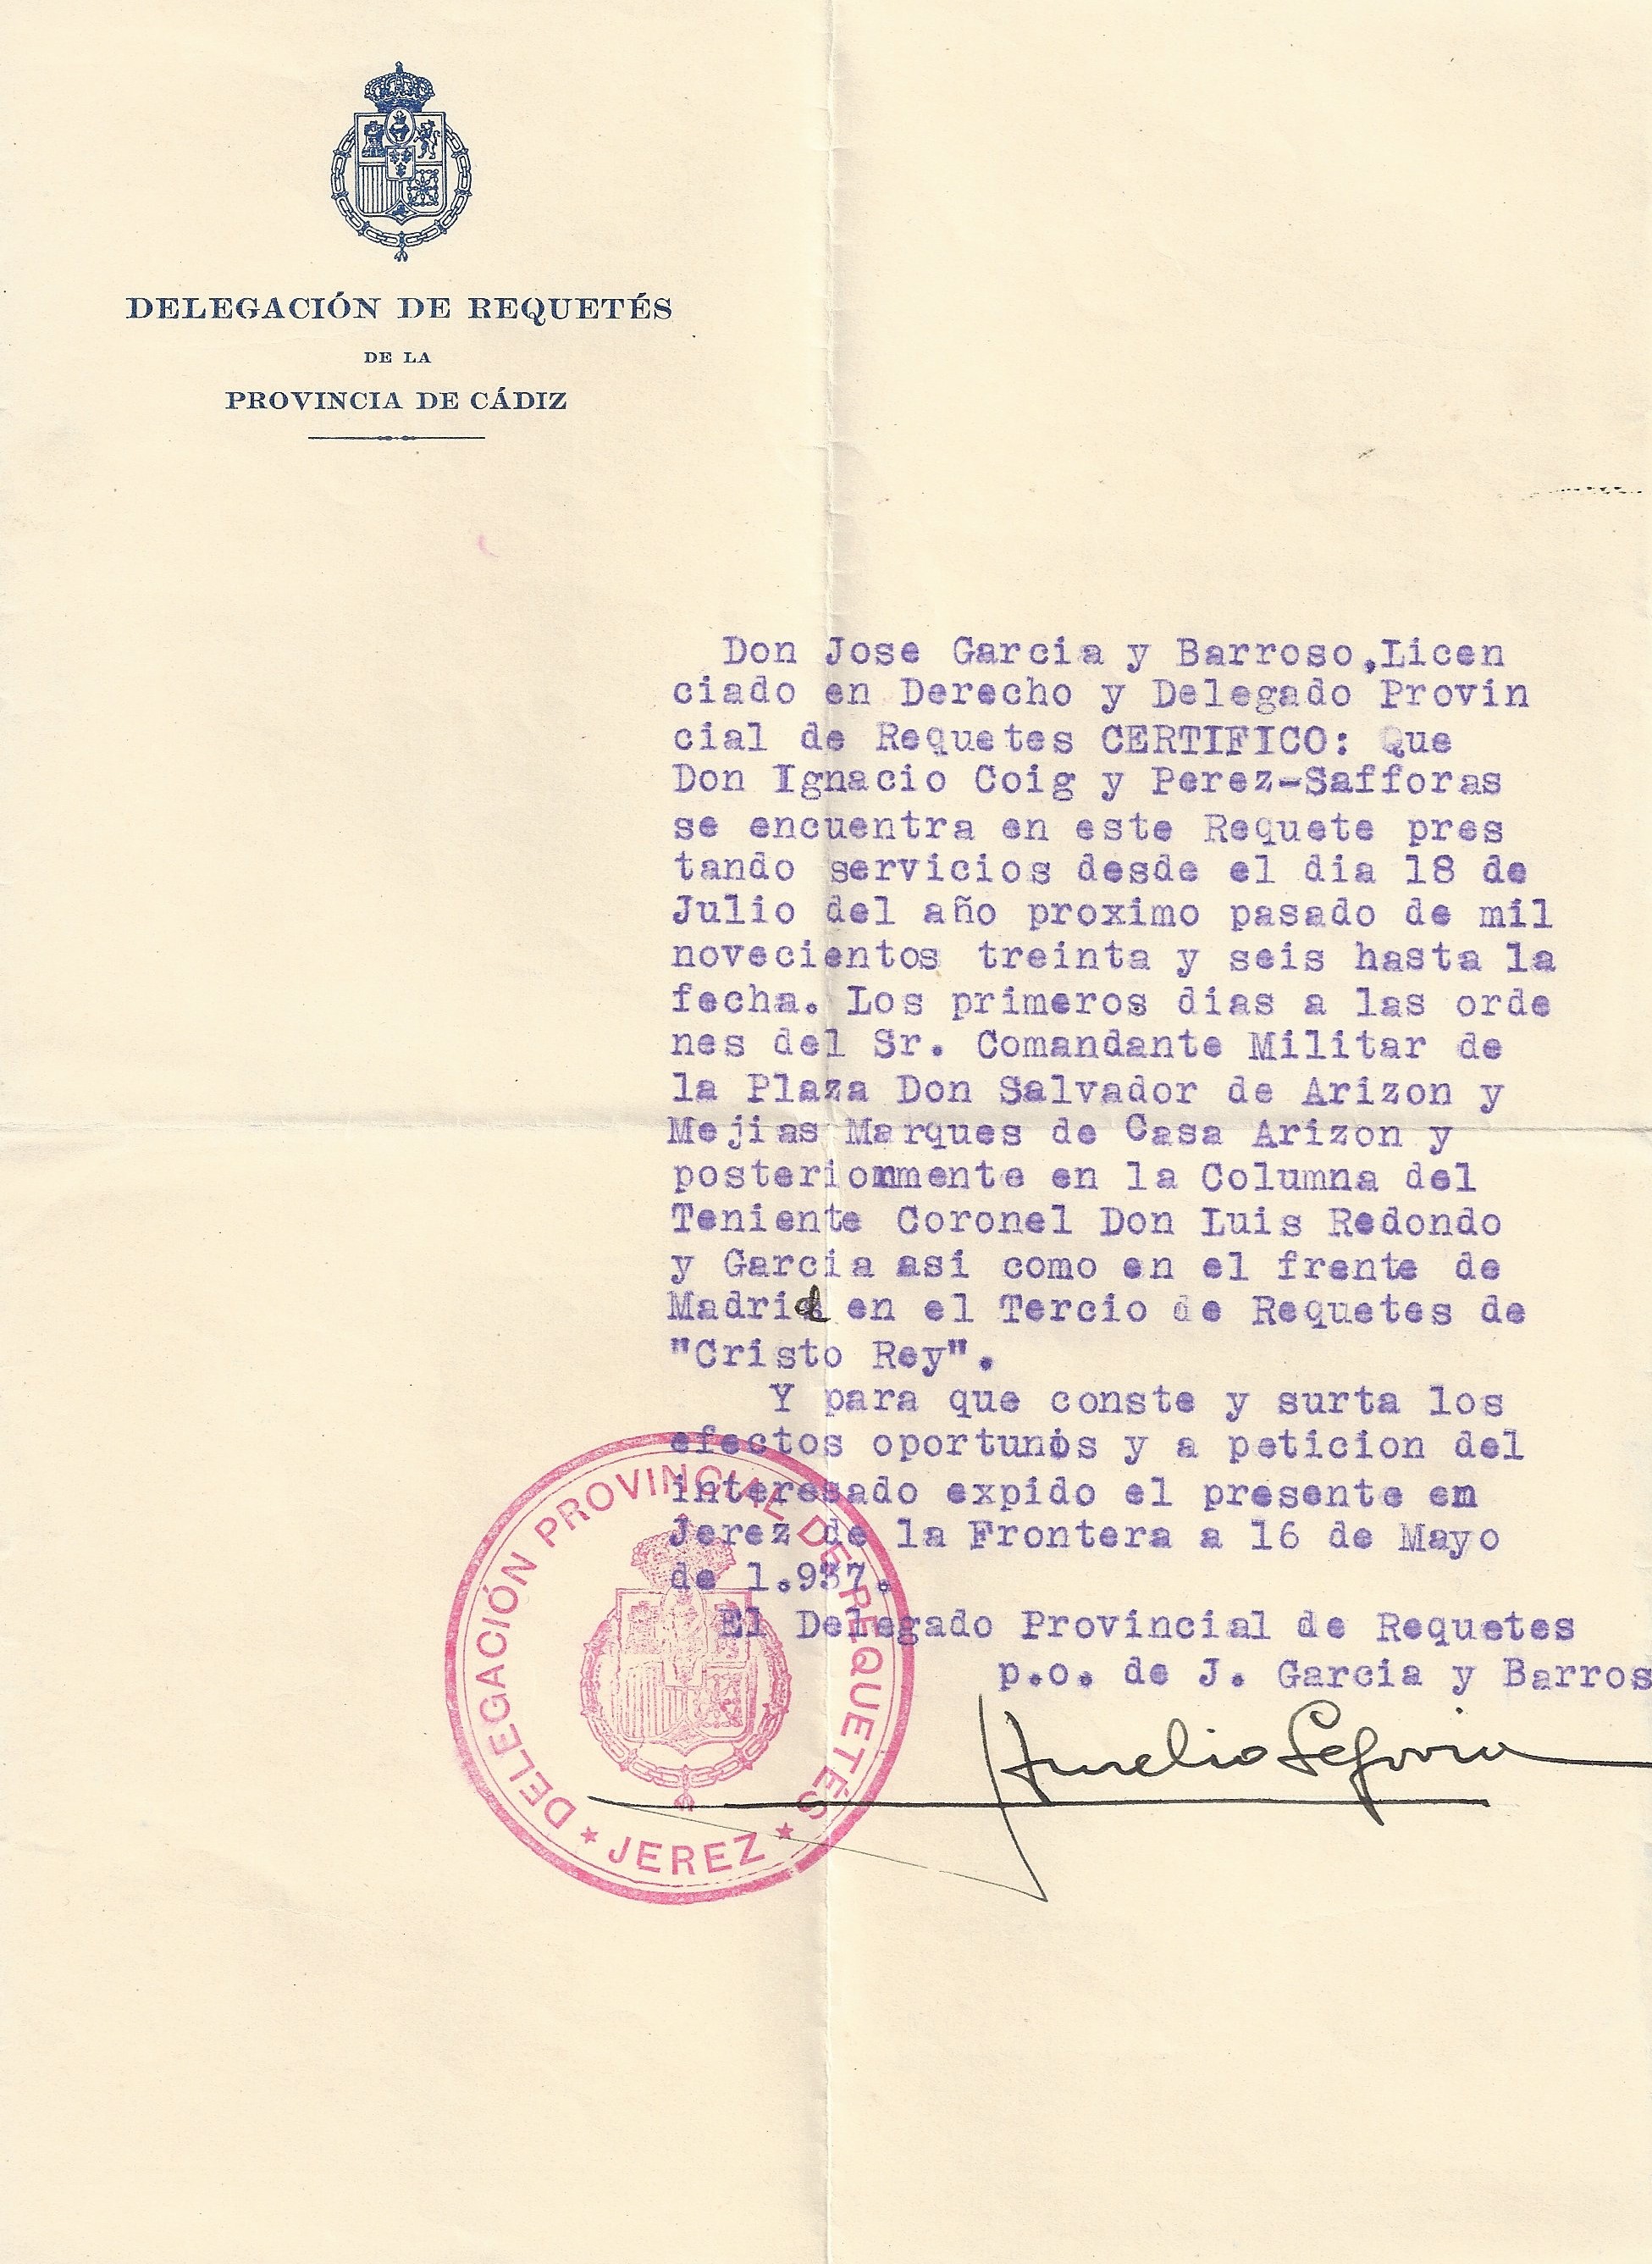 DELEGACIÓN DE REQUETÉS
DE LA
PROVINCIA DE CÁDIZ
Don Jose Garcia y Barroso,Licen
ciado en Derecho y Delegado Provin
cial de Requetes CERTIFICO: Que
Don Ignacio Coig y Perez-Safforas
se encuentra en este Requete pres
tando servicios desde el dia 18 de
Julio del año proximo pasado de mil
novecientos treinta y seis hasta la
fecha. Los primeros dias a las orde
nes del Sr. Comandante Militar de
la Plaza Don Salvador de Arizon y
Mejias Marques de Casa Arizon y
posteriormente en la Columna del
Teniente Coronel Don Luis Redondo
y Garcia asi como en el frente de
Madrid en el Tercio de Requetes de
"Cristo Rey".
Y para que conste y surta los
efectos oportunos y a peticion del
interesado expido el presente en
Jerez de la Frontera a 16 de Mayo
de 1.937.
El Delegado Provincial de Requetes
p.o. de J. Garcia y Barros
Aurelio Segovia
DELEGACIÓN PROVINCIAL DE REQUETÉS
★ JEREZ ★